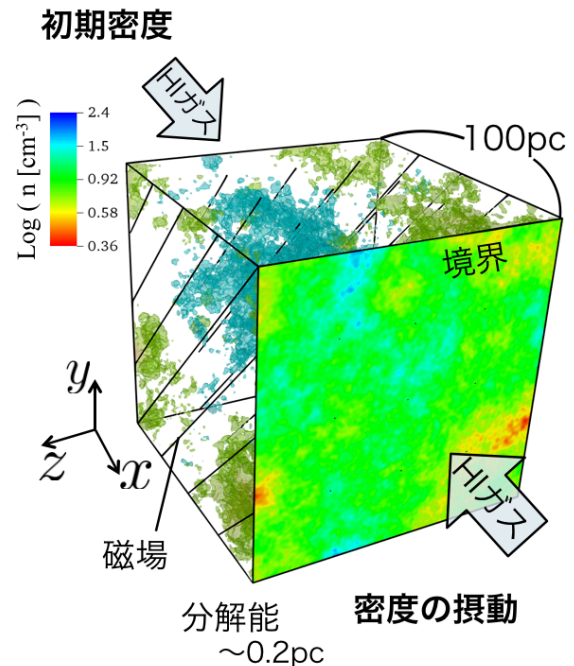 初期密度
HIガス
Log ( n [cm⁻³] )
2.4
1.5
0.92
0.58
0.36
100pc
境界
y
z
x
磁場
HIガス
分解能
～0.2pc
密度の摂動